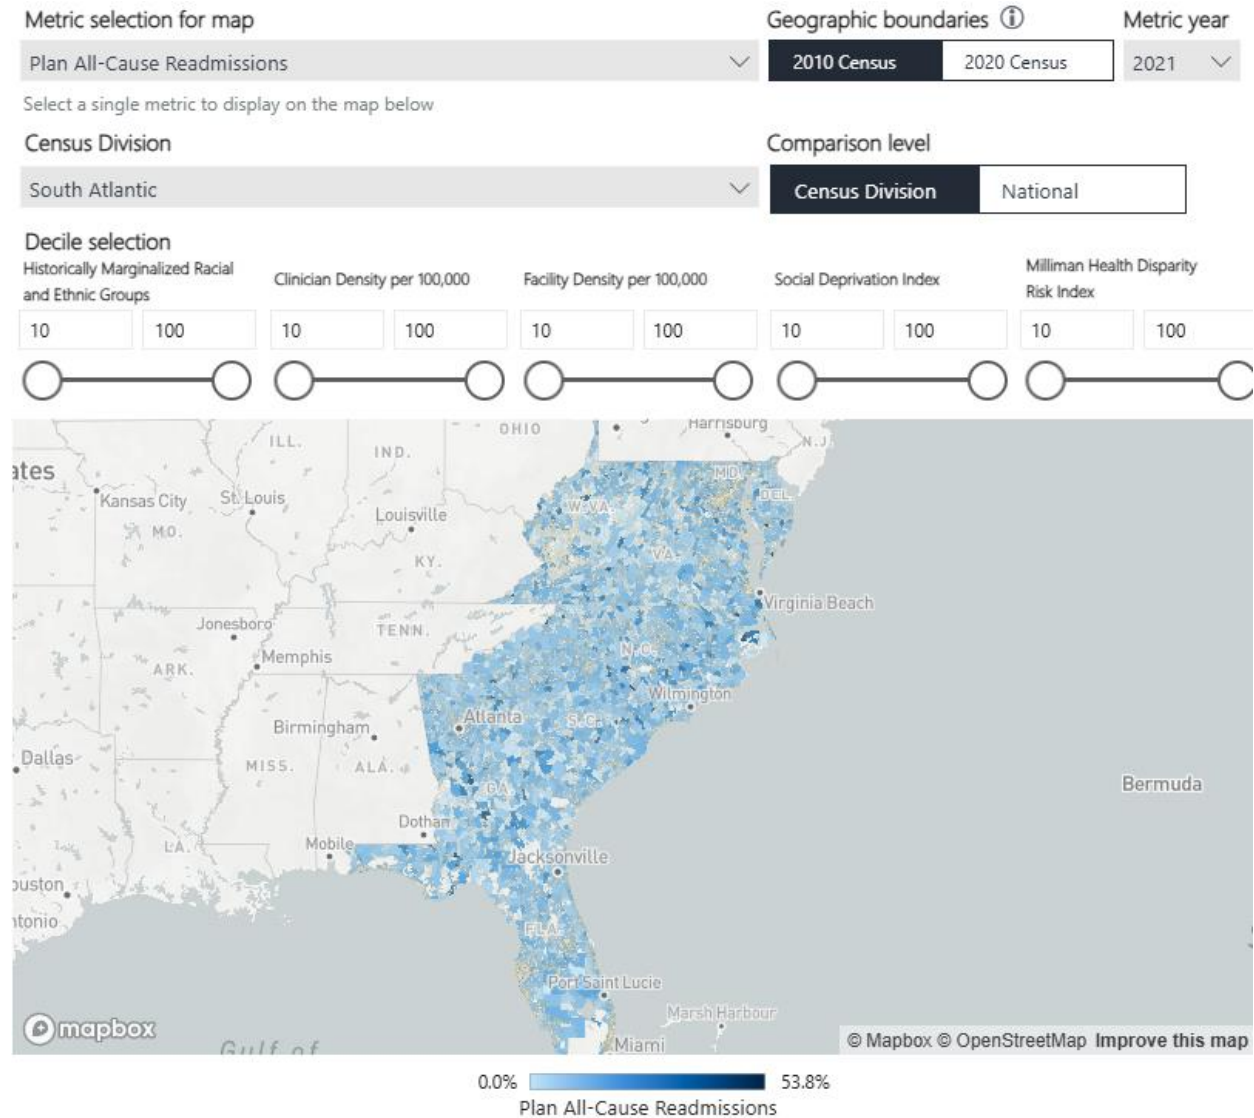 Metric selection for map
Geographic boundaries ⓘ
Metric year
Plan All-Cause Readmissions
2010 Census
2020 Census
2021
Select a single metric to display on the map below
Census Division
Comparison level
South Atlantic
Census Division
National
Decile selection
Historically Marginalized Racial
and Ethnic Groups
Clinician Density per 100,000
Facility Density per 100,000
Social Deprivation Index
Milliman Health Disparity
Risk Index
10
100
10
100
10
100
10
100
10
100
OHIO
Harrisburg
ILL.
IND.
N.J.
ates
MD.
DEL.
Kansas City
St. Louis
W.VA.
Louisville
MO.
KY.
VA.
Virginia Beach
Jonesboro
TENN.
Memphis
N.C.
ARK.
Wilmington
Atlanta
S.C.
Birmingham
Dallas
MISS.
ALA.
GA.
Bermuda
Dothan
LA.
Mobile
Jacksonville
ouston
ntonio
FLA.
Port Saint Lucie
Marsh Harbour
mapbox
Gulf of
Miami
© Mapbox © OpenStreetMap Improve this map
0.0%
53.8%
Plan All-Cause Readmissions